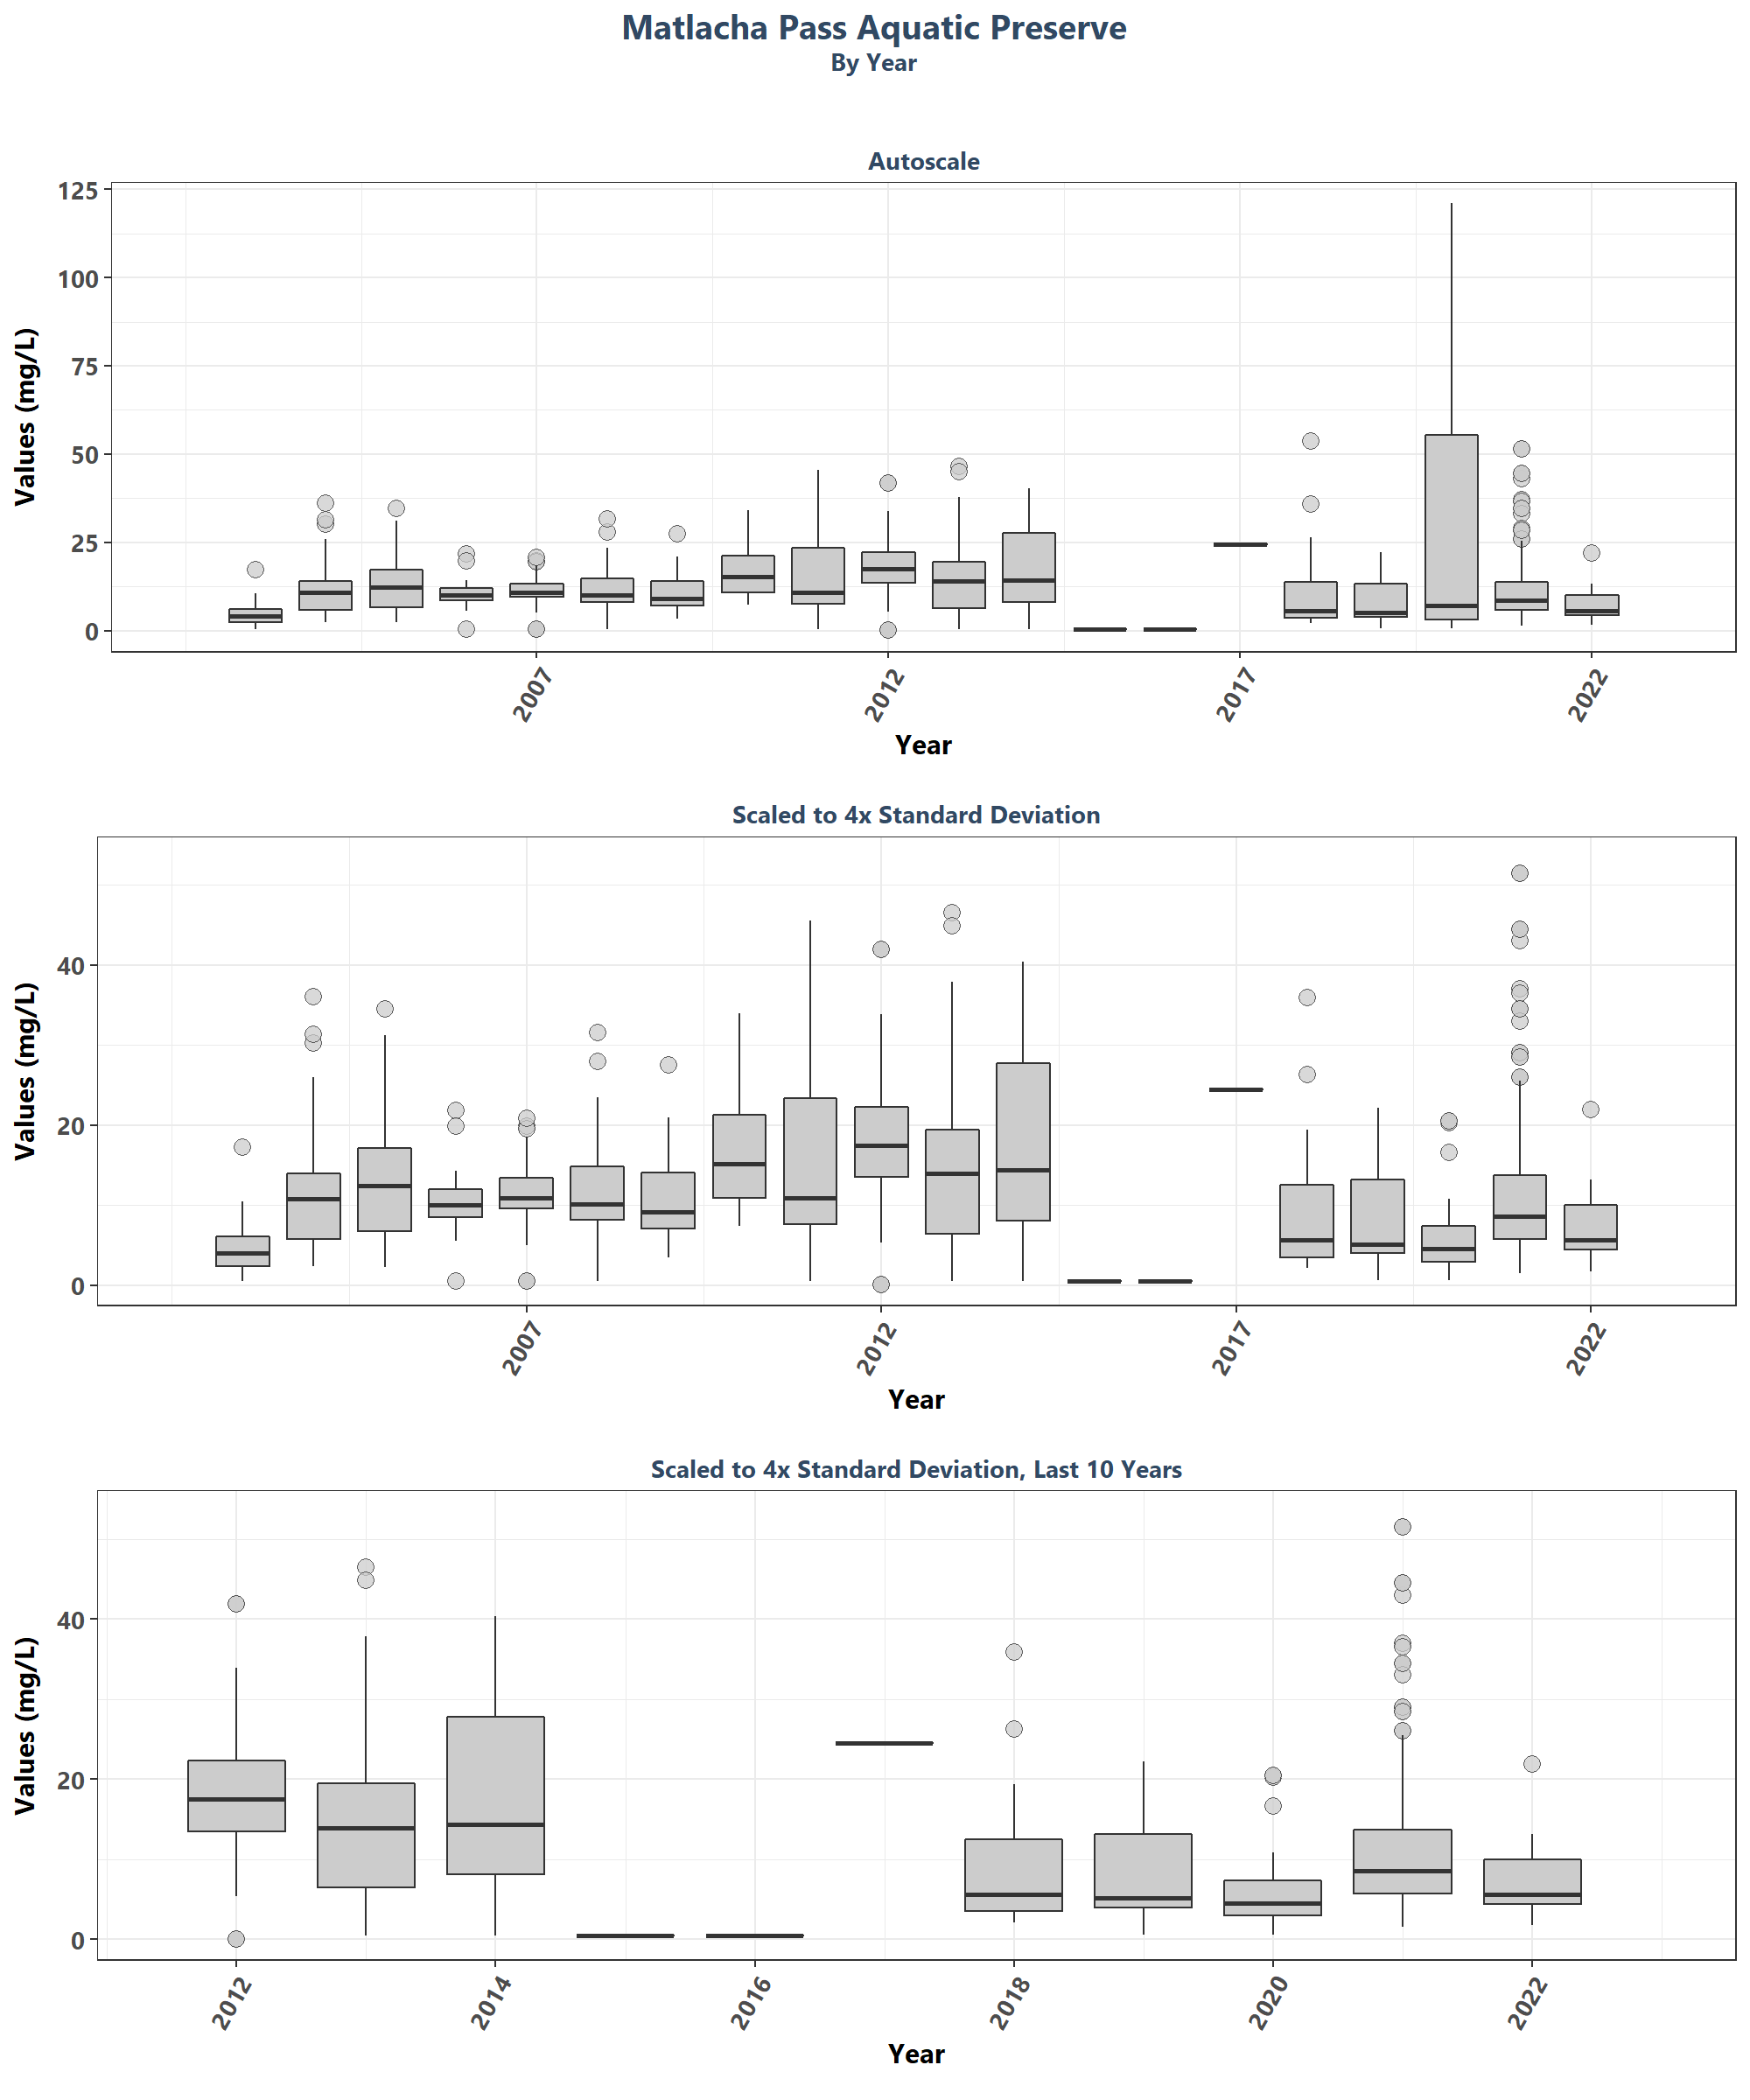 Matlacha Pass Aquatic Preserve
By Year
Autoscale
Values (mg/L)
125
100
75
50
25
0
2007
2012
2017
2022
Year
Scaled to 4x Standard Deviation
Values (mg/L)
40
20
0
2007
2012
2017
2022
Year
Scaled to 4x Standard Deviation, Last 10 Years
Values (mg/L)
40
20
0
2012
2014
2016
2018
2020
2022
Year